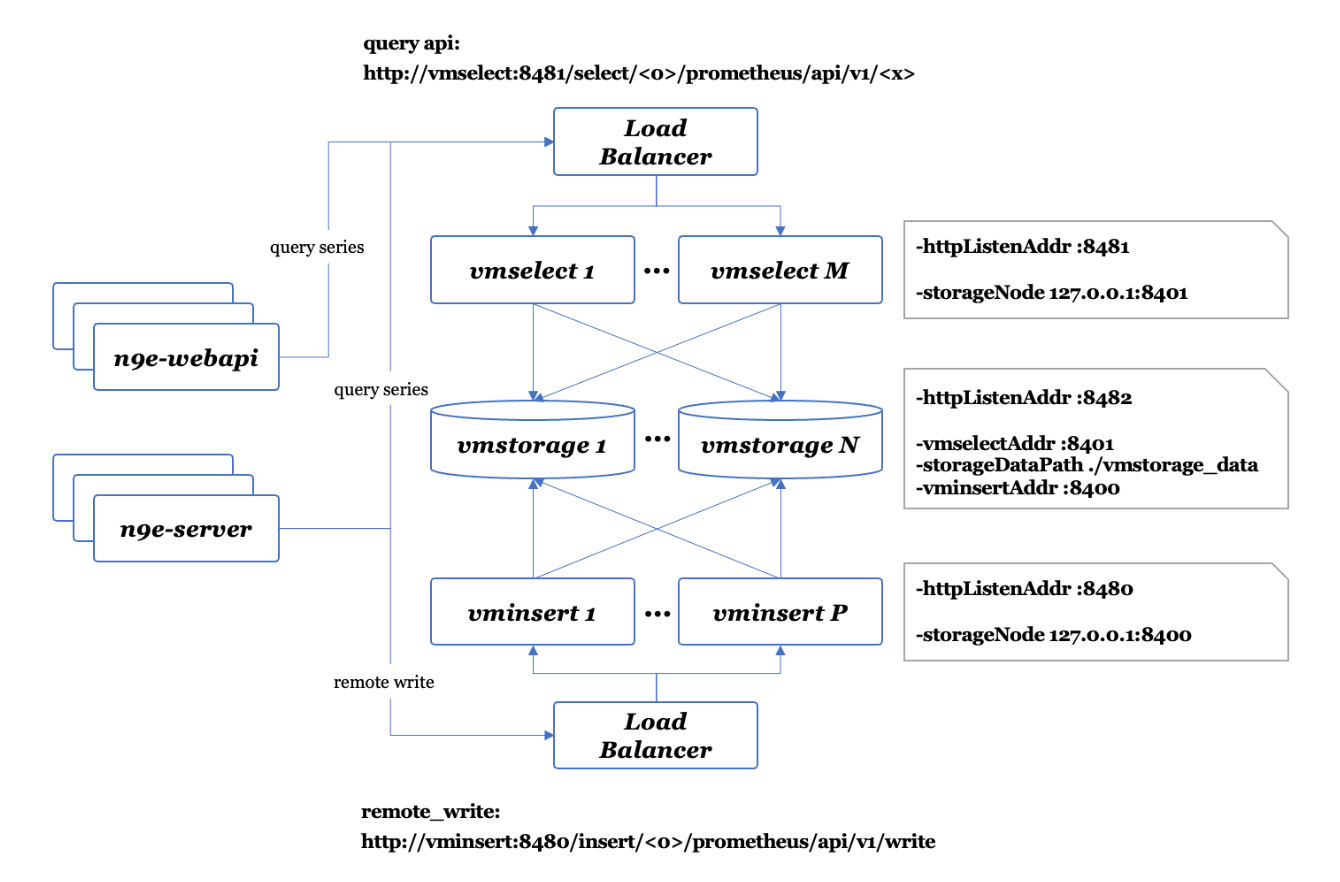 query api:
http://vmselect:8481/select/<0>/prometheus/api/v1/<x>
Load
Balancer
query series
vmselect 1
...
vmselect M
-httpListenAddr :8481
-storageNode 127.0.0.1:8401
n9e-webapi
query series
vmstorage 1
...
vmstorage N
-httpListenAddr :8482
-vmselectAddr :8401
-storageDataPath ./vmstorage_data
-vminsertAddr :8400
n9e-server
vminsert 1
...
vminsert P
-httpListenAddr :8480
-storageNode 127.0.0.1:8400
remote write
Load
Balancer
remote_write:
http://vminsert:8480/insert/<0>/prometheus/api/v1/write